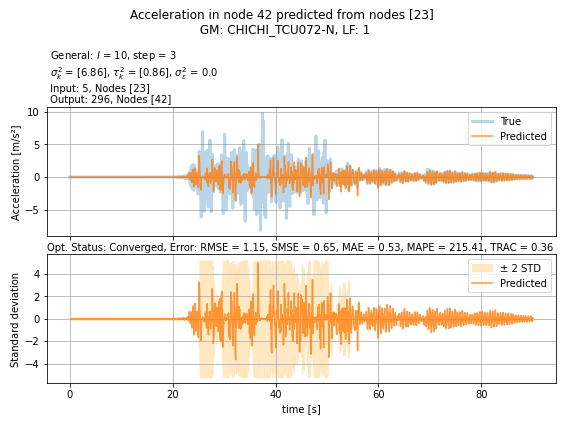 Acceleration in node 42 predicted from nodes [23]
GM: CHICHI_TCU072-N, LF: 1
General: l = 10, step = 3
σ²ₖ = [6.86], τ²ₖ = [0.86], σ²ε = 0.0
Input: 5, Nodes [23]
Output: 296, Nodes [42]
Acceleration [m/s²]
10
5
0
−5
True
Predicted
Opt. Status: Converged, Error: RMSE = 1.15, SMSE = 0.65, MAE = 0.53, MAPE = 215.41, TRAC = 0.36
Standard deviation
4
2
0
−2
−4
± 2 STD
Predicted
0 20 40 60 80
time [s]